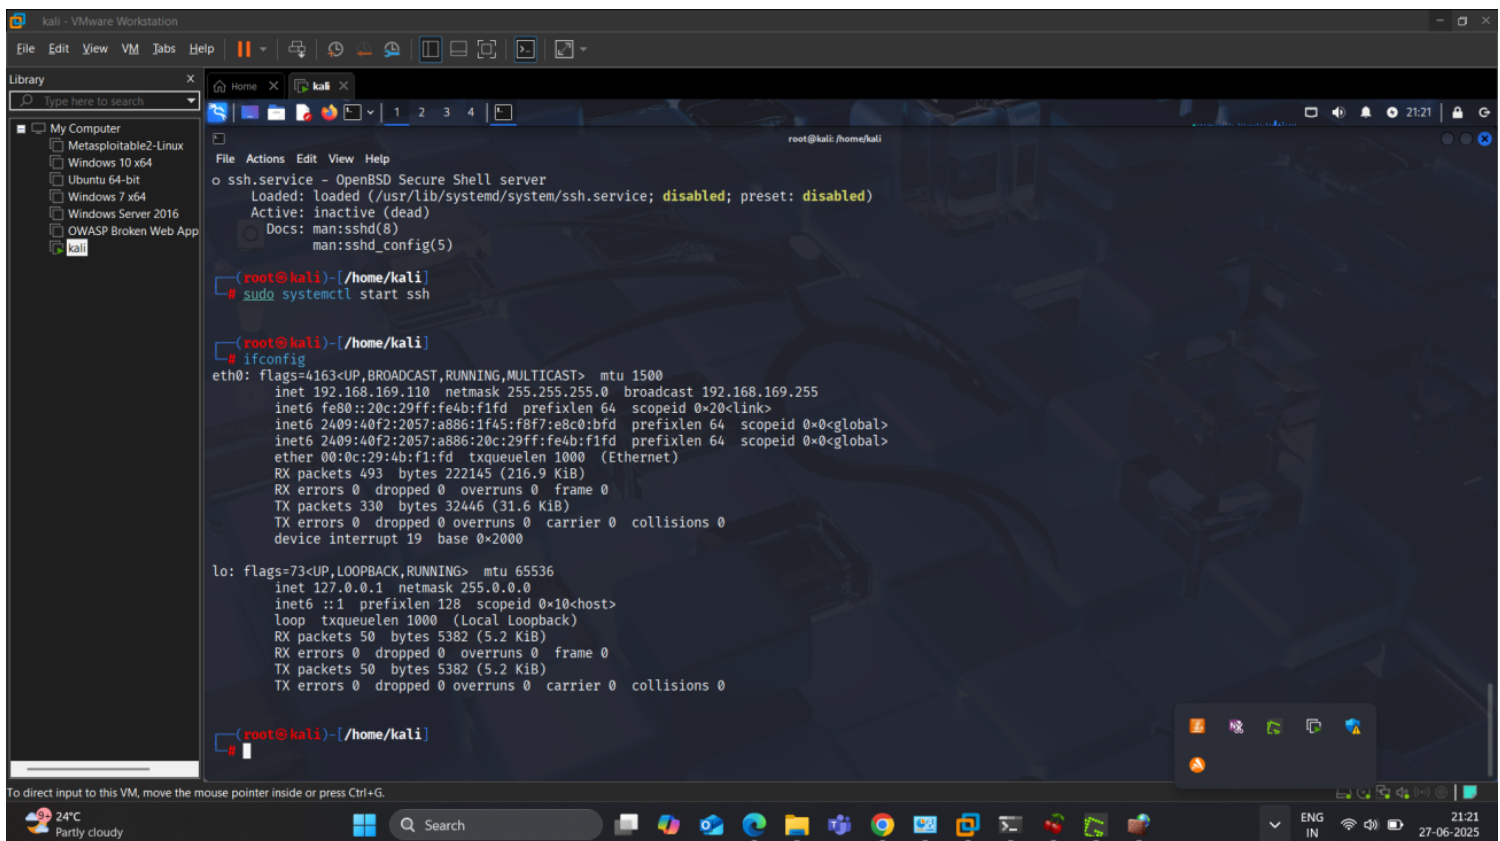 kali - VMware Workstation
File Edit View VM Tabs Help
Library X
Type here to search
My Computer
Metasploitable2-Linux
Windows 10 x64
Ubuntu 64-bit
Windows 7 x64
Windows Server 2016
OWASP Broken Web App
kali
Home X kali X
1 2 3 4 21:21
root@kali: /home/kali
File Actions Edit View Help
○ ssh.service - OpenBSD Secure Shell server
Loaded: loaded (/usr/lib/systemd/system/ssh.service; disabled; preset: disabled)
Active: inactive (dead)
Docs: man:sshd(8)
man:sshd_config(5)
┌──(root㉿kali)-[/home/kali]
└─# sudo systemctl start ssh
┌──(root㉿kali)-[/home/kali]
└─# ifconfig
eth0: flags=4163<UP,BROADCAST,RUNNING,MULTICAST> mtu 1500
inet 192.168.169.110 netmask 255.255.255.0 broadcast 192.168.169.255
inet6 fe80::20c:29ff:fe4b:f1fd prefixlen 64 scopeid 0×20<link>
inet6 2409:40f2:2057:a886:1f45:f8f7:e8c0:bfd prefixlen 64 scopeid 0×0<global>
inet6 2409:40f2:2057:a886:20c:29ff:fe4b:f1fd prefixlen 64 scopeid 0×0<global>
ether 00:0c:29:4b:f1:fd txqueuelen 1000 (Ethernet)
RX packets 493 bytes 222145 (216.9 KiB)
RX errors 0 dropped 0 overruns 0 frame 0
TX packets 330 bytes 32446 (31.6 KiB)
TX errors 0 dropped 0 overruns 0 carrier 0 collisions 0
device interrupt 19 base 0×2000
lo: flags=73<UP,LOOPBACK,RUNNING> mtu 65536
inet 127.0.0.1 netmask 255.0.0.0
inet6 ::1 prefixlen 128 scopeid 0×10<host>
loop txqueuelen 1000 (Local Loopback)
RX packets 50 bytes 5382 (5.2 KiB)
RX errors 0 dropped 0 overruns 0 frame 0
TX packets 50 bytes 5382 (5.2 KiB)
TX errors 0 dropped 0 overruns 0 carrier 0 collisions 0
┌──(root㉿kali)-[/home/kali]
└─#
To direct input to this VM, move the mouse pointer inside or press Ctrl+G.
9+ 24°C
Partly cloudy
Search
ENG
IN
21:21
27-06-2025